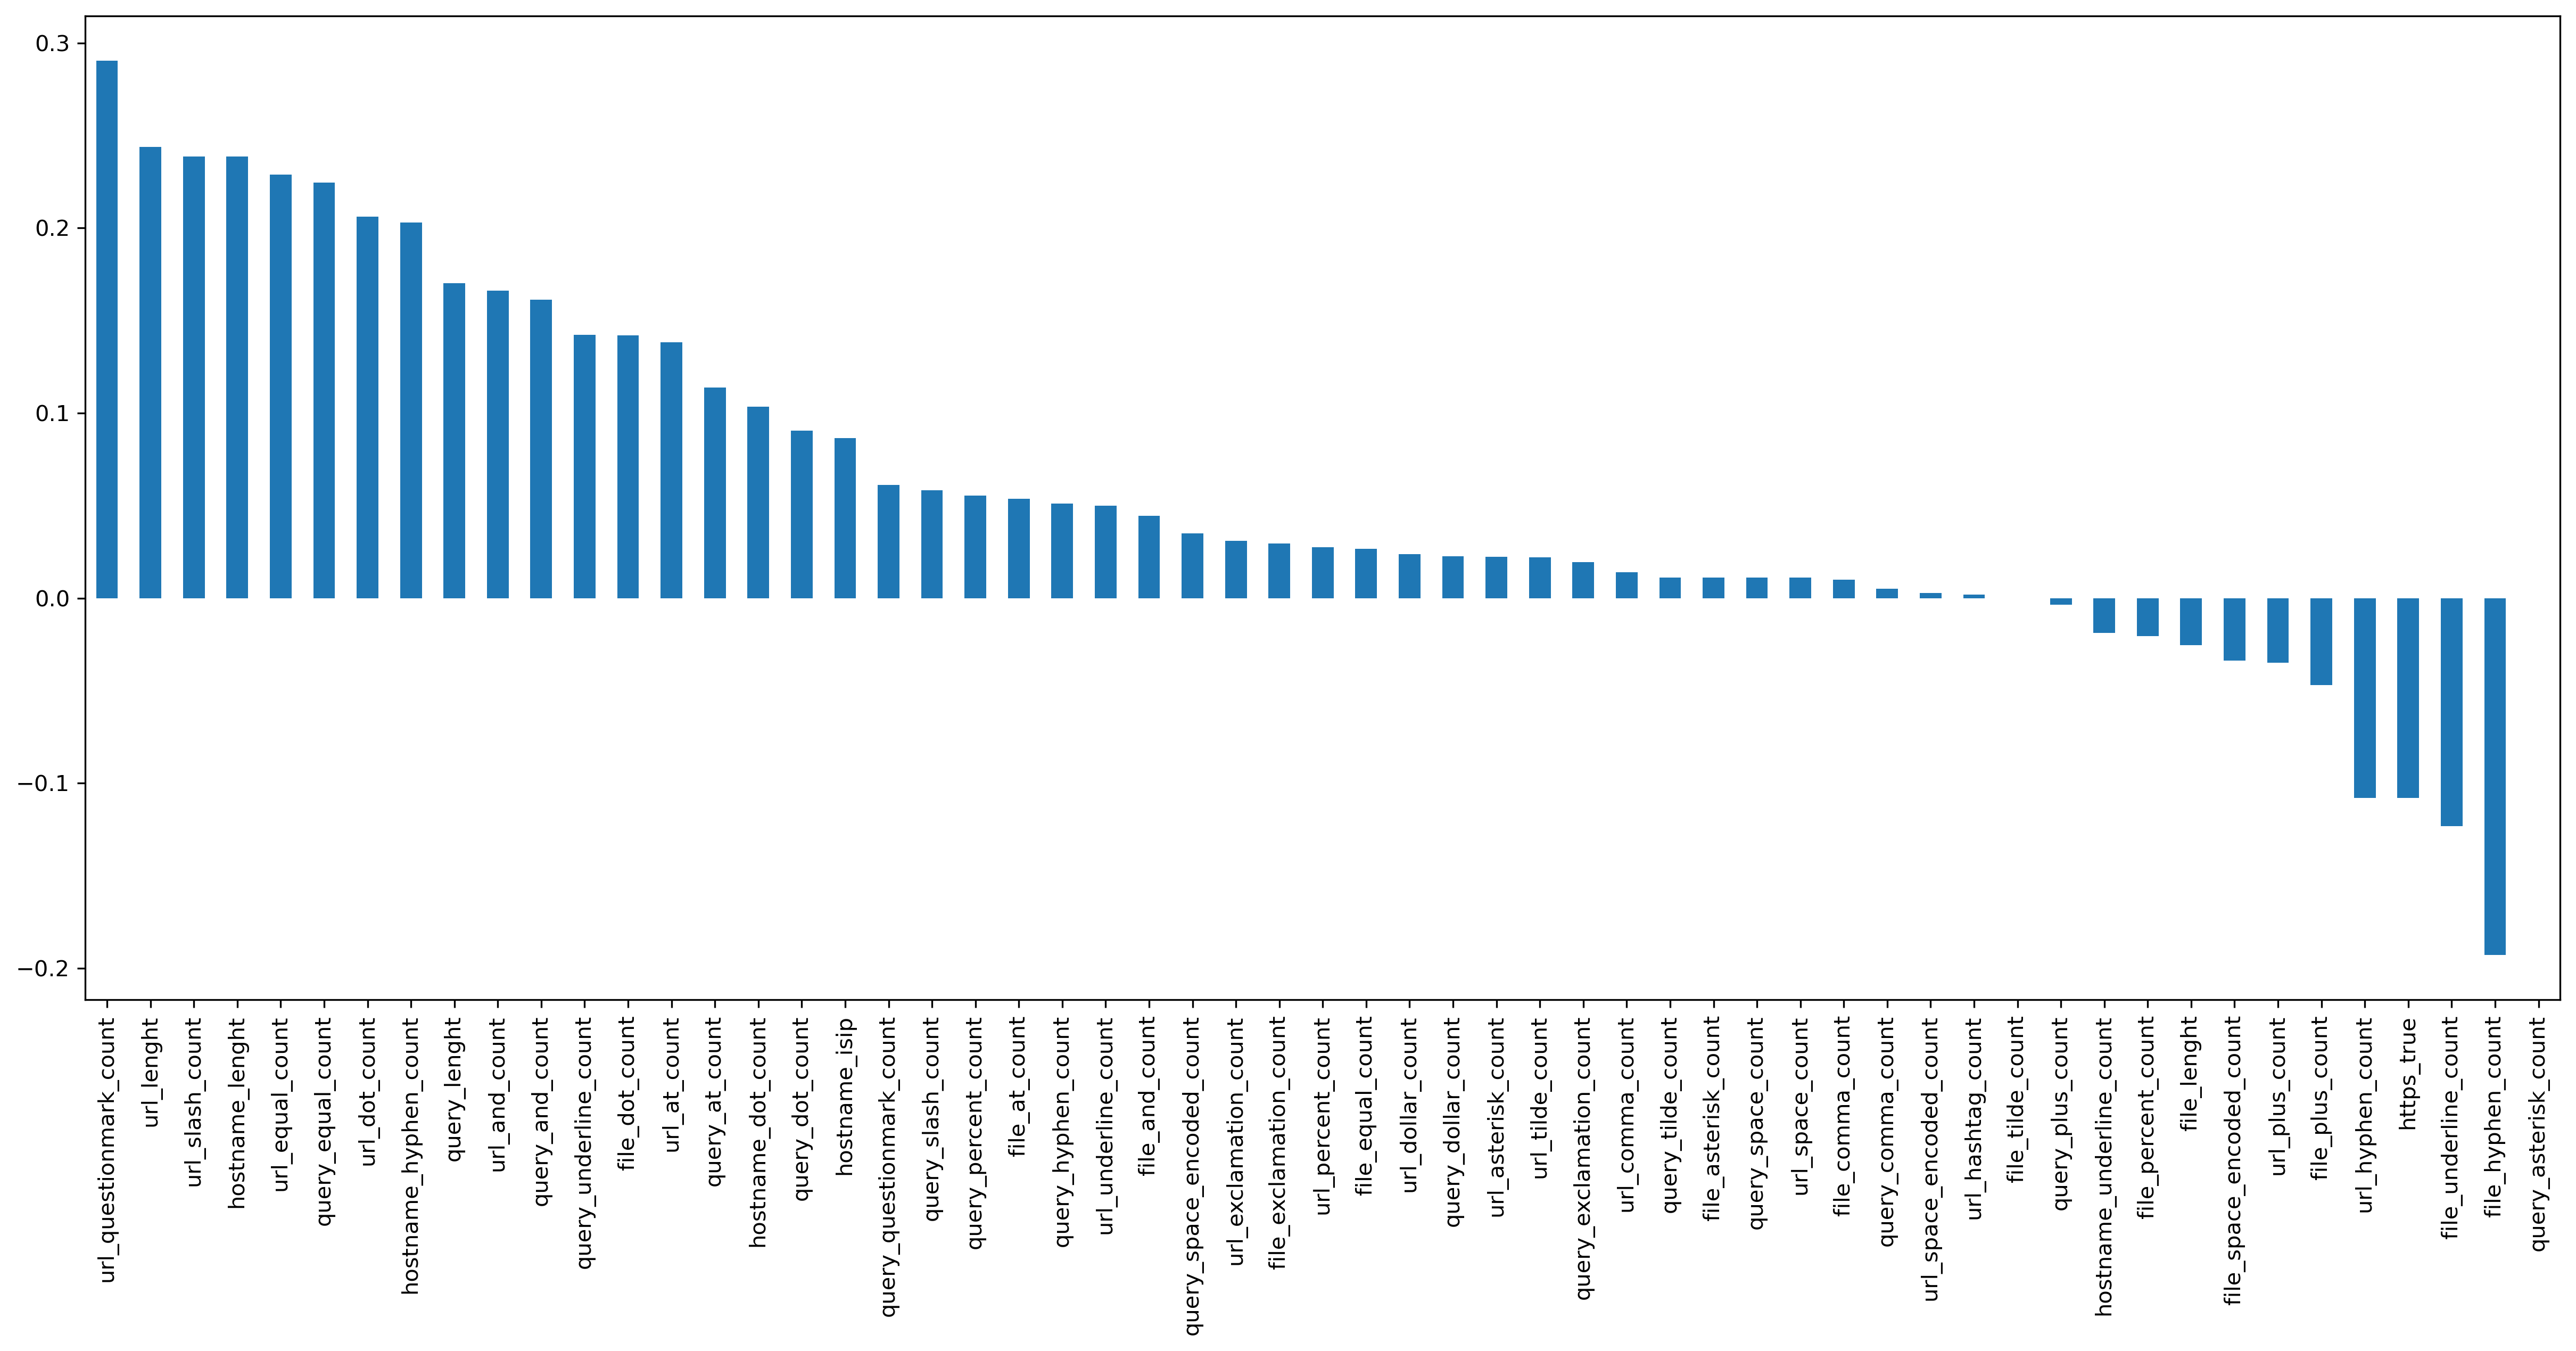 0.3
0.2
0.1
0.0
−0.1
−0.2
url_questionmark_count
url_lenght
url_slash_count
hostname_lenght
url_equal_count
query_equal_count
url_dot_count
hostname_hyphen_count
query_lenght
url_and_count
query_and_count
query_underline_count
file_dot_count
url_at_count
query_at_count
hostname_dot_count
query_dot_count
hostname_isip
query_questionmark_count
query_slash_count
query_percent_count
file_at_count
query_hyphen_count
url_underline_count
file_and_count
query_space_encoded_count
url_exclamation_count
file_exclamation_count
url_percent_count
file_equal_count
url_dollar_count
query_dollar_count
url_asterisk_count
url_tilde_count
query_exclamation_count
url_comma_count
query_tilde_count
file_asterisk_count
query_space_count
url_space_count
file_comma_count
query_comma_count
url_space_encoded_count
url_hashtag_count
file_tilde_count
query_plus_count
hostname_underline_count
file_percent_count
file_lenght
file_space_encoded_count
url_plus_count
file_plus_count
url_hyphen_count
https_true
file_underline_count
file_hyphen_count
query_asterisk_count